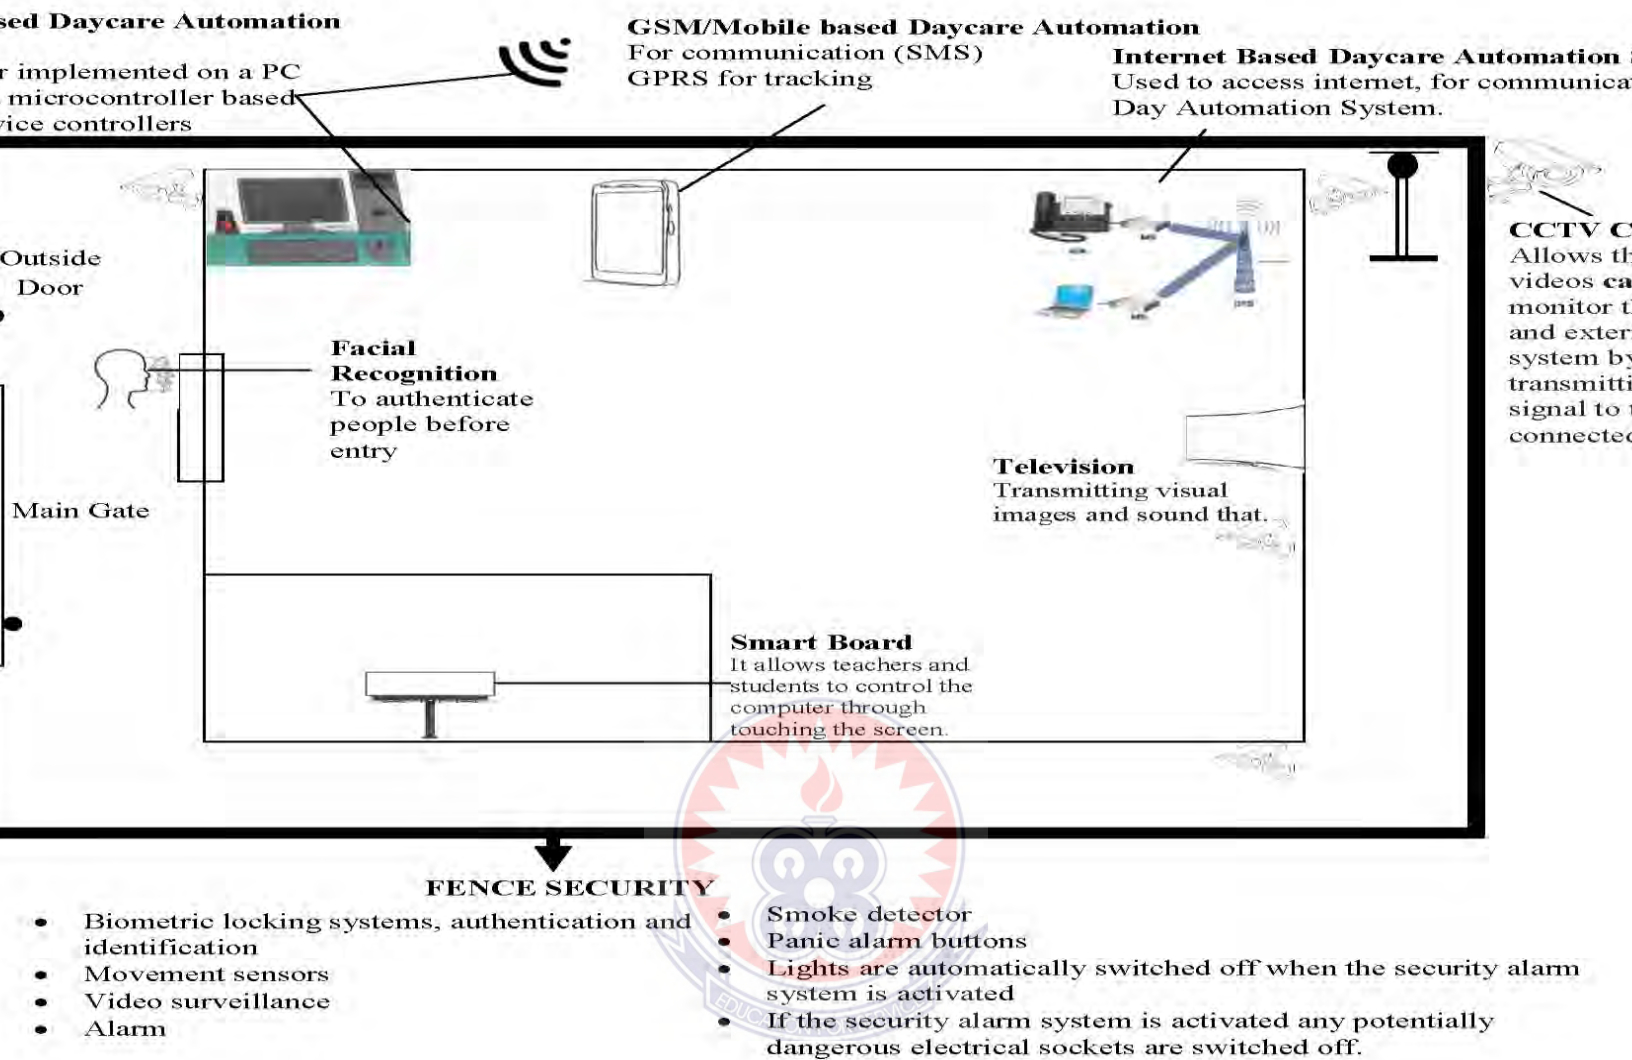 sed Daycare Automation
r implemented on a PC
microcontroller based
vice controllers
GSM/Mobile based Daycare Automation
For communication (SMS)
GPRS for tracking
Internet Based Daycare Automation
Used to access internet, for communica
Day Automation System.
Outside
Door
Facial
Recognition
To authenticate
people before
entry
Main Gate
CCTV C
Allows th
videos ca
monitor t
and exter
system by
transmitti
signal to
connected
Television
Transmitting visual
images and sound that.
Smart Board
It allows teachers and
students to control the
computer through
touching the screen.
FENCE SECURITY
• Biometric locking systems, authentication and
identification
• Movement sensors
• Video surveillance
• Alarm
• Smoke detector
• Panic alarm buttons
• Lights are automatically switched off when the security alarm
system is activated
• If the security alarm system is activated any potentially
dangerous electrical sockets are switched off.
EDUCATION FOR SERVICE